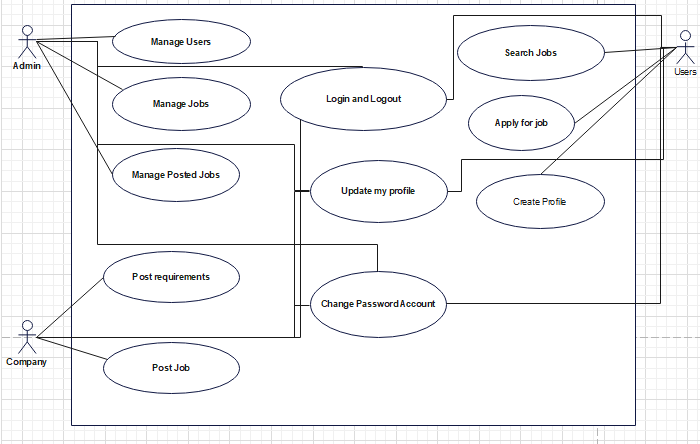 Manage Users
Search Jobs
Admin
Users
Manage Jobs
Login and Logout
Apply for job
Manage Posted Jobs
Update my profile
Create Profile
Post requirements
Change Password Account
Company
Post Job